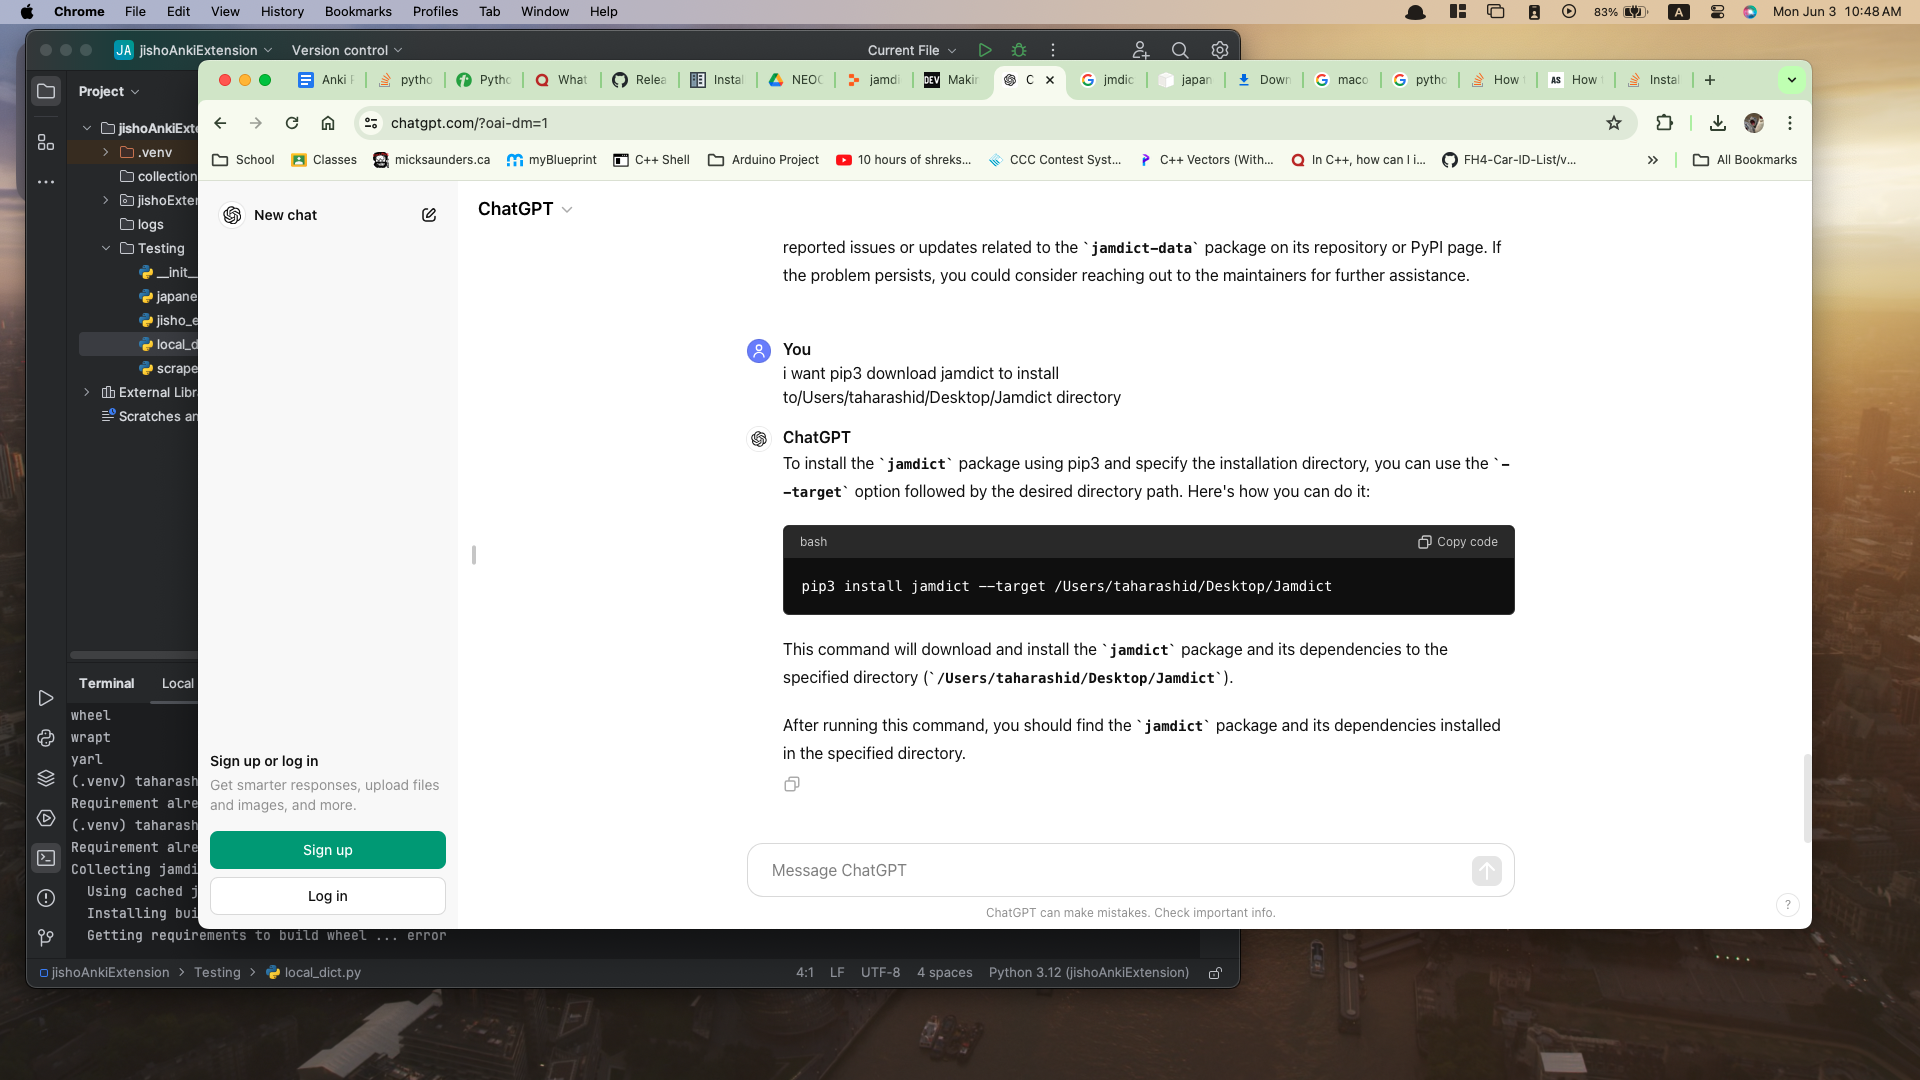 Chrome File Edit View History Bookmarks Profiles Tab Window Help 83% A Mon Jun 3 10:48 AM
JA jishoAnkiExtension Version control Current File
Anki pytho Pytho What Relea Instal NEOC jamdi DEV Makin C jmdic japan Down maco pytho How AS How Instal
chatgpt.com/?oai-dm=1
School Classes micksaunders.ca myBlueprint C++ Shell Arduino Project 10 hours of shreks... CCC Contest Syst... C++ Vectors (With... In C++, how can I i... FH4-Car-ID-List/v... All Bookmarks
Project
jishoAnkiExte
.venv
collection
jishoExter
logs
Testing
__init__
japane
jisho_e
local_d
scrape
External Libra
Scratches an
Terminal Local
wheel
wrapt
yarl
(.venv) taharash
Requirement alre
(.venv) taharash
Requirement alre
Collecting jamdi
Using cached j
Installing bui
Getting requirements to build wheel ... error
jishoAnkiExtension Testing local_dict.py 4:1 LF UTF-8 4 spaces Python 3.12 (jishoAnkiExtension)
New chat
Sign up or log in
Get smarter responses, upload files
and images, and more.
Sign up
Log in
ChatGPT
reported issues or updates related to the `jamdict-data` package on its repository or PyPI page. If
the problem persists, you could consider reaching out to the maintainers for further assistance.
You
i want pip3 download jamdict to install
to/Users/taharashid/Desktop/Jamdict directory
ChatGPT
To install the `jamdict` package using pip3 and specify the installation directory, you can use the `-
-target` option followed by the desired directory path. Here's how you can do it:
bash Copy code
pip3 install jamdict --target /Users/taharashid/Desktop/Jamdict
This command will download and install the `jamdict` package and its dependencies to the
specified directory (`/Users/taharashid/Desktop/Jamdict`).
After running this command, you should find the `jamdict` package and its dependencies installed
in the specified directory.
Message ChatGPT
ChatGPT can make mistakes. Check important info.
?